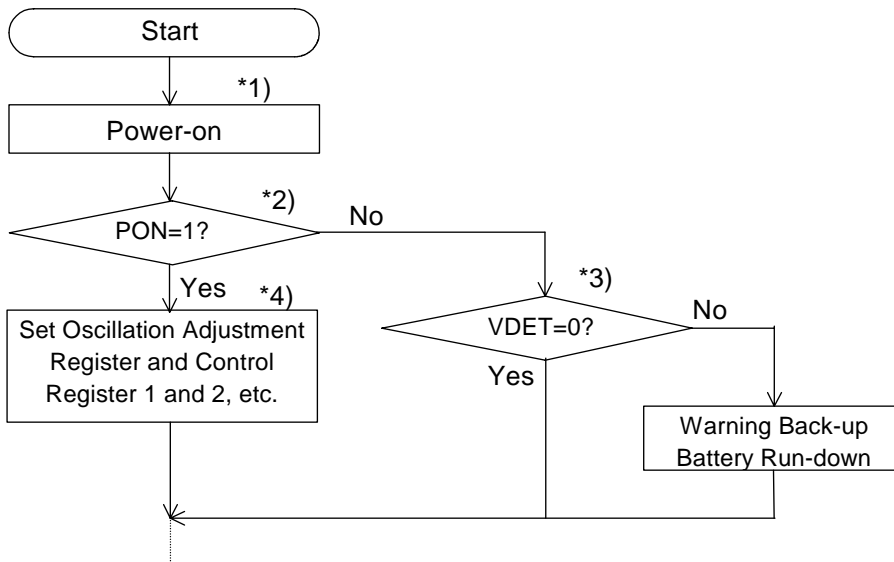 Start
*1)
Power-on
*2)
PON=1?
No
Yes
*4)
*3)
VDET=0?
No
Yes
Set Oscillation Adjustment
Register and Control
Register 1 and 2, etc.
Warning Back-up
Battery Run-down